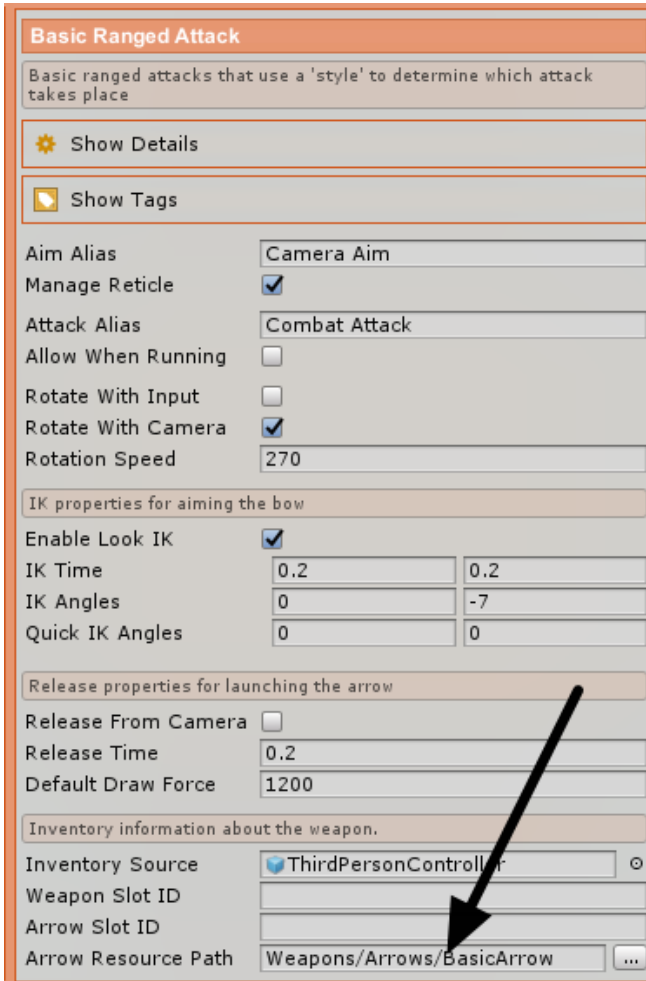 Basic Ranged Attack
Basic ranged attacks that use a 'style' to determine which attack
takes place
Show Details
Show Tags
Aim Alias Camera Aim
Manage Reticle
Attack Alias Combat Attack
Allow When Running
Rotate With Input
Rotate With Camera
Rotation Speed 270
IK properties for aiming the bow
Enable Look IK
IK Time 0.2 0.2
IK Angles 0 -7
Quick IK Angles 0 0
Release properties for launching the arrow
Release From Camera
Release Time 0.2
Default Draw Force 1200
Inventory information about the weapon.
Inventory Source ThirdPersonController
Weapon Slot ID
Arrow Slot ID
Arrow Resource Path Weapons/Arrows/BasicArrow ...